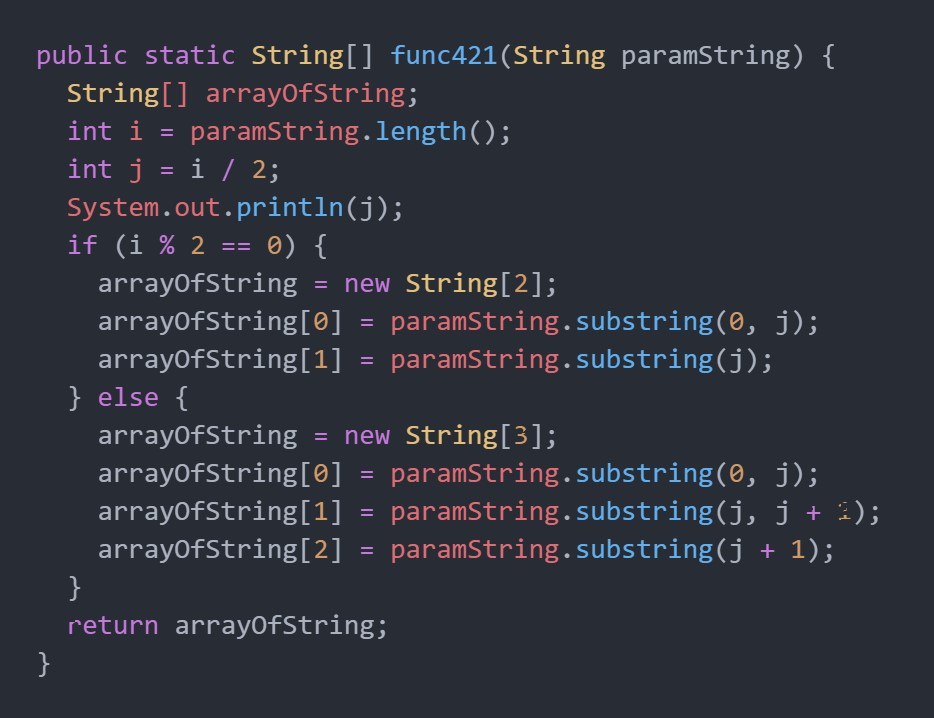 public static String[] func421(String paramString) {
  String[] arrayOfString;
  int i = paramString.length();
  int j = i / 2;
  System.out.println(j);
  if (i % 2 == 0) {
    arrayOfString = new String[2];
    arrayOfString[0] = paramString.substring(0, j);
    arrayOfString[1] = paramString.substring(j);
  } else {
    arrayOfString = new String[3];
    arrayOfString[0] = paramString.substring(0, j);
    arrayOfString[1] = paramString.substring(j, j + );
    arrayOfString[2] = paramString.substring(j + 1);
  }
  return arrayOfString;
}